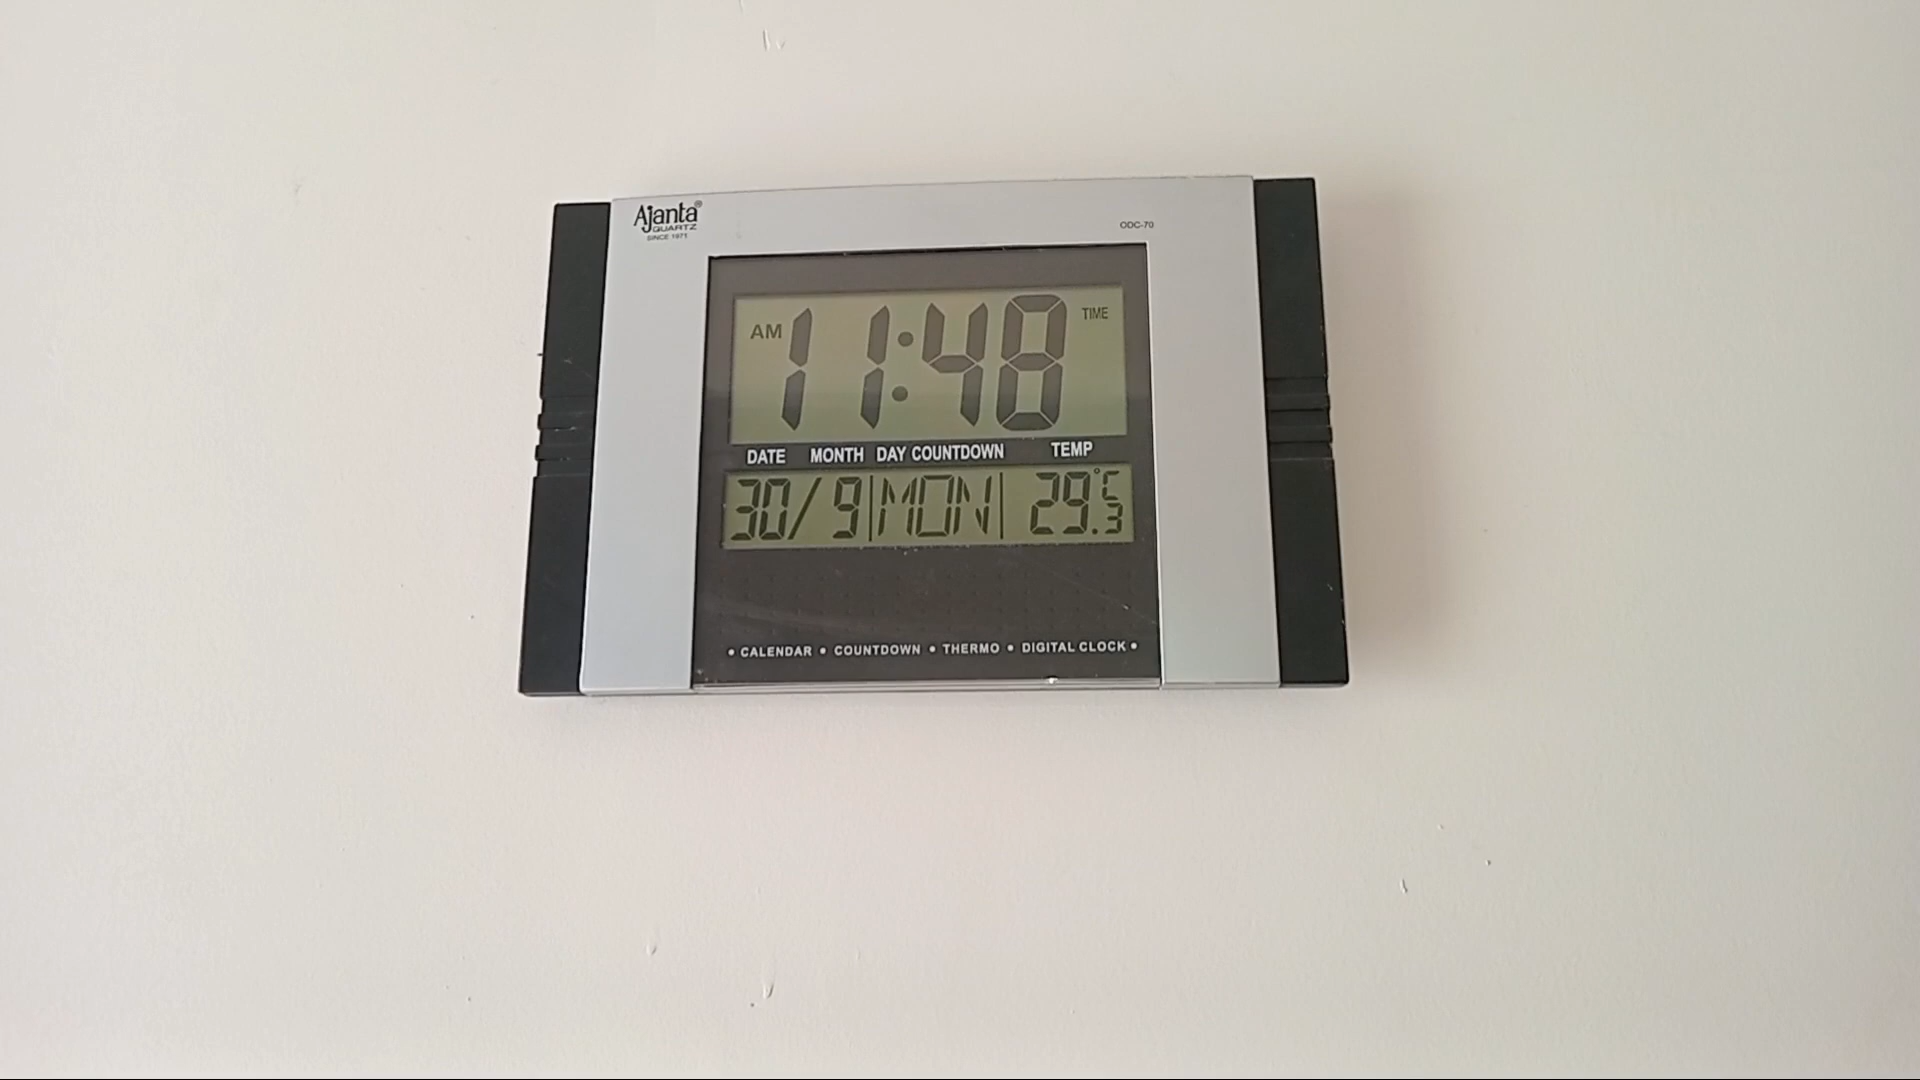 Ajanta®
QUARTZ
SINCE 1971
ODC-70
AM 11:48 TIME
DATE MONTH DAY COUNTDOWN TEMP
30/9 MON 29.3°C
• CALENDAR • COUNTDOWN • THERMO • DIGITAL CLOCK •